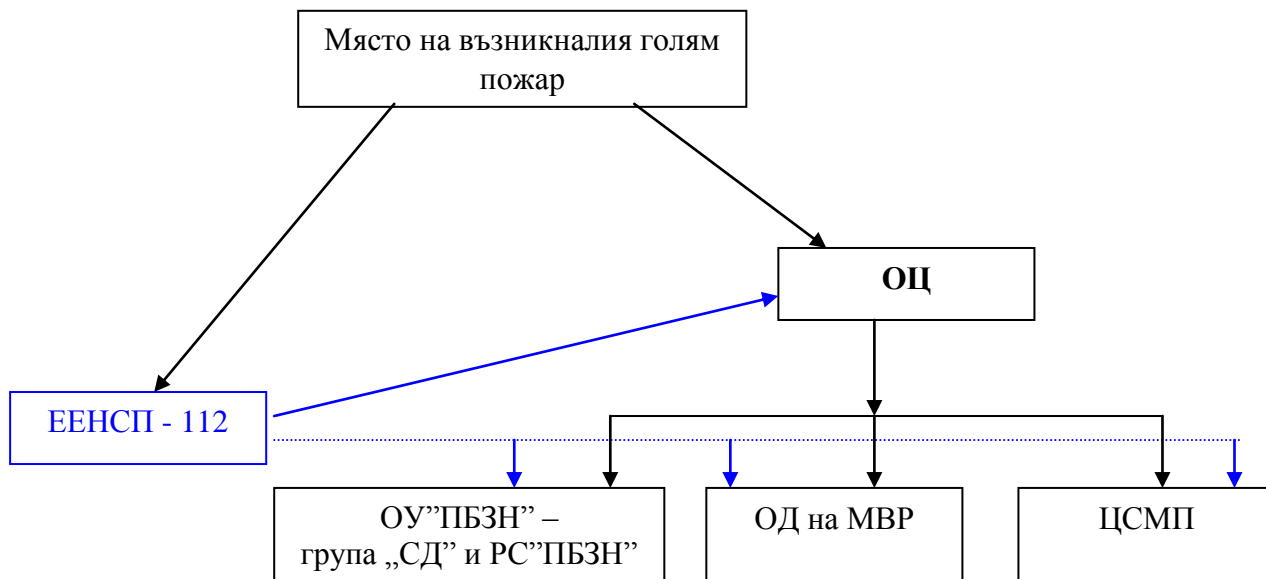 Място на възникналия голям
пожар
ОЦ
ЕЕНСП - 112
ОУ”ПБЗН” –
група „СД” и РС”ПБЗН”
ОД на МВР
ЦСМП